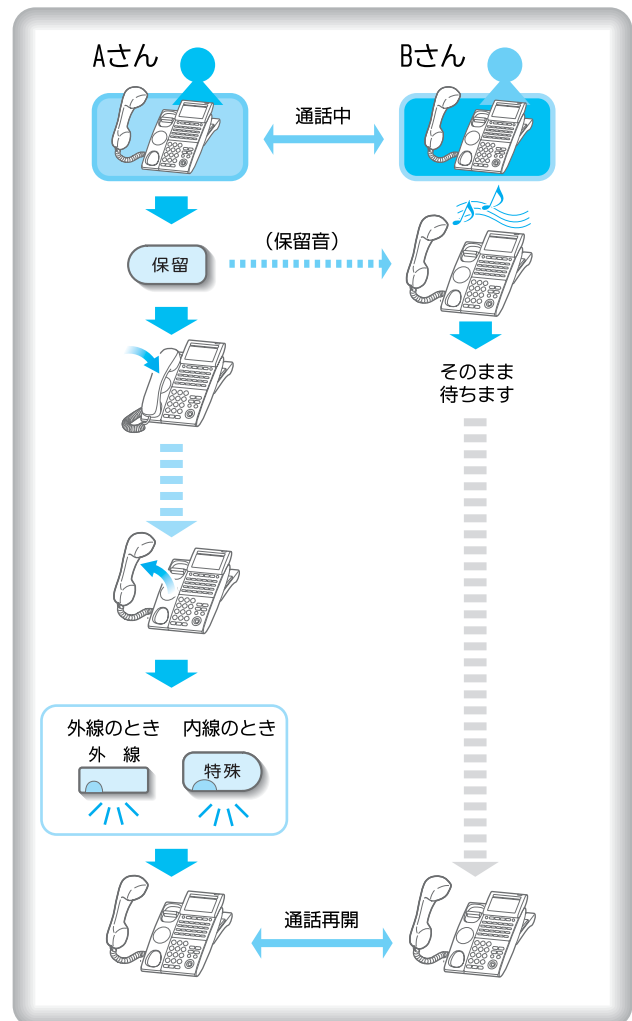 Aさん
Bさん
通話中
保留
（保留音）
そのまま
待ちます
外線のとき
内線のとき
外 線
特殊
通話再開